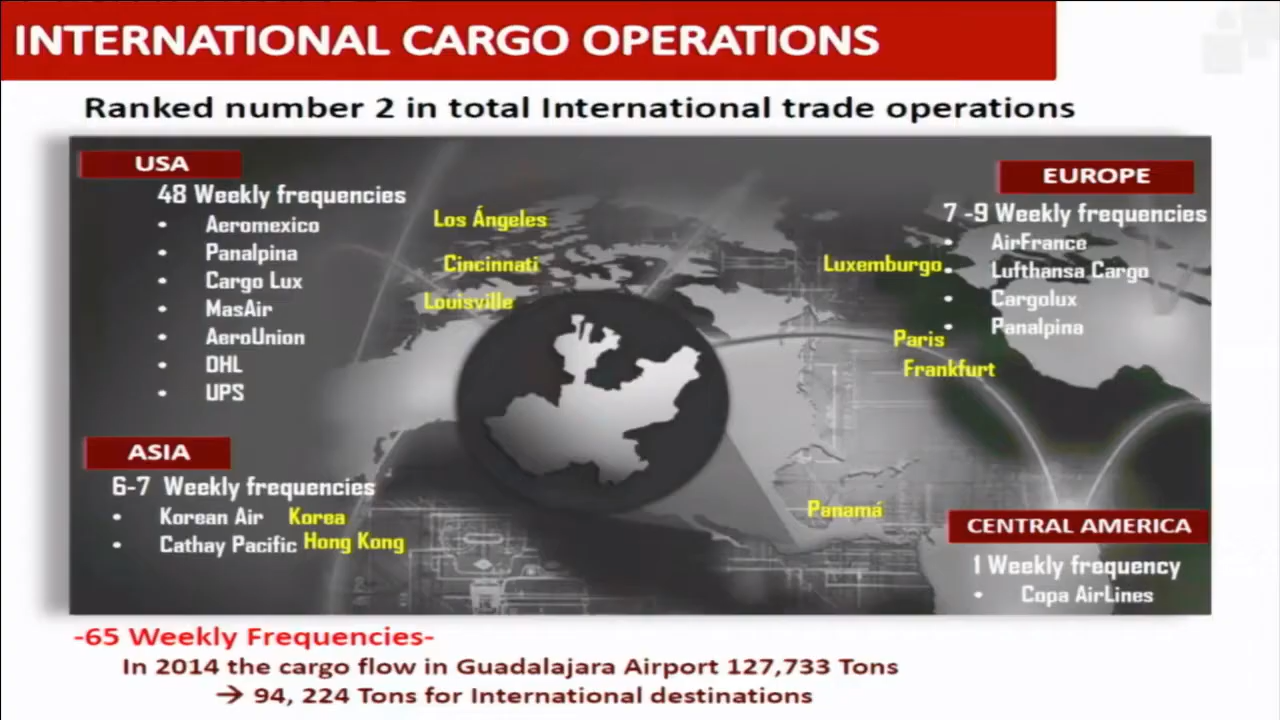 INTERNATIONAL CARGO OPERATIONS
Ranked number 2 in total International trade operations
USA
48 Weekly frequencies
• Aeromexico
• Panalpina
• Cargo Lux
• MasAir
• AeroUnion
• DHL
• UPS
Los Ángeles
Cincinnati
Louisville
EUROPE
7 -9 Weekly frequencies
• AirFrance
• Lufthansa Cargo
• Cargolux
• Panalpina
Luxemburgo
Paris
Frankfurt
ASIA
6-7 Weekly frequencies
• Korean Air Korea
• Cathay Pacific Hong Kong
Panamá
CENTRAL AMERICA
1 Weekly frequency
• Copa AirLines
-65 Weekly Frequencies-
In 2014 the cargo flow in Guadalajara Airport 127,733 Tons
→ 94, 224 Tons for International destinations